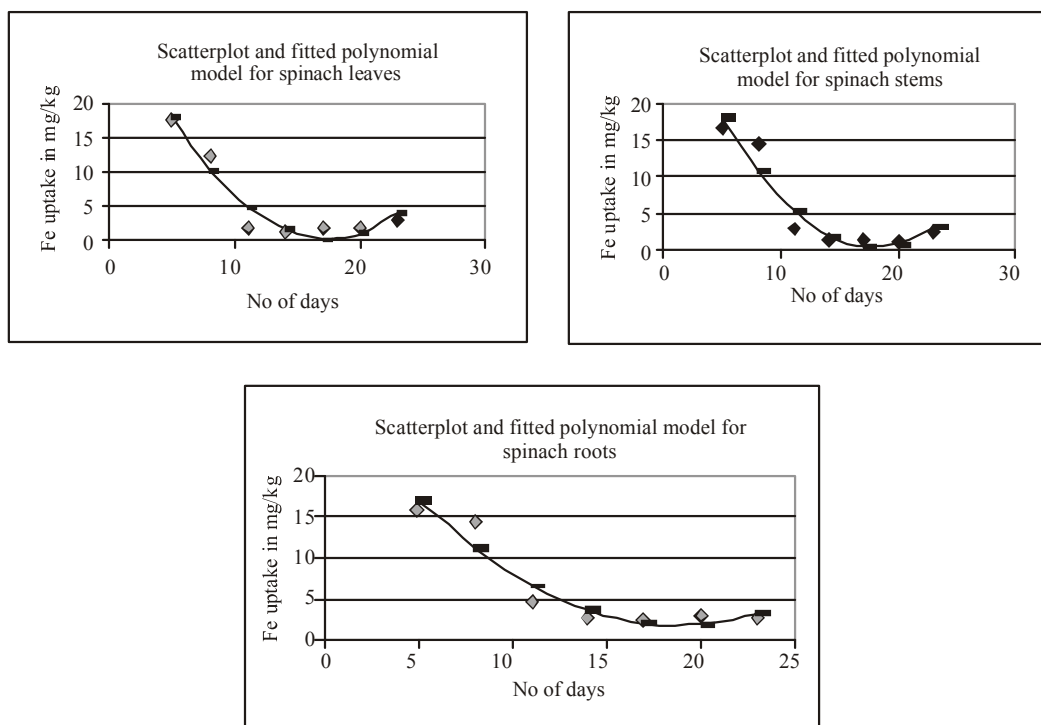 Scatterplot and fitted polynomial
model for spinach leaves
Fe uptake in mg/kg
20
15
10
5
0
0 10 20 30
No of days
Scatterplot and fitted polynomial
model for spinach stems
Fe uptake in mg/kg
20
15
10
5
0
0 10 20 30
No of days
Scatterplot and fitted polynomial model for
spinach roots
Fe uptake in mg/kg
20
15
10
5
0
0 5 10 15 20 25
No of days